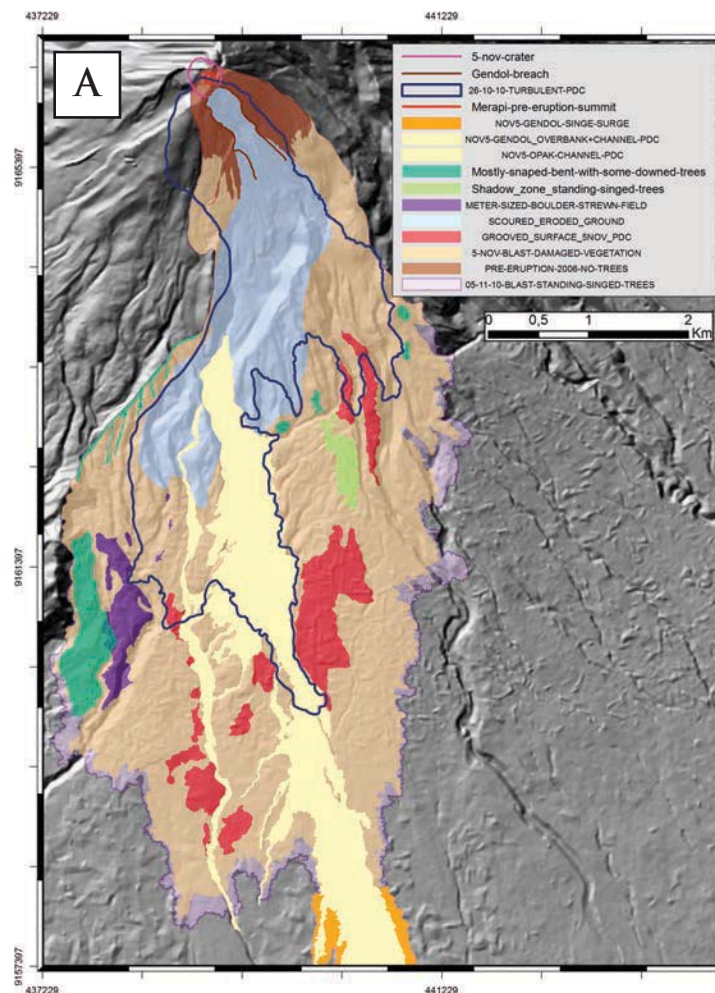 437229
441229
A
5-nov-crater
Gendol-breach
26-10-10-TURBULENT-PDC
Merapi-pre-eruption-summit
NOV5-GENDOL-SINGE-SURGE
NOV5-GENDOL_OVERBANK+CHANNEL-PDC
NOV5-OPAK-CHANNEL-PDC
Mostly-snaped-bent-with-some-downed-trees
Shadow_zone_standing-singed-trees
METER-SIZED-BOULDER-STREWN-FIELD
SCOURED_ERODED_GROUND
GROOVED_SURFACE_5NOV_PDC
5-NOV-BLAST-DAMAGED-VEGETATION
PRE-ERUPTION-2006-NO-TREES
05-11-10-BLAST-STANDING-SINGED-TREES
0 0,5 1 2
Km
9165397
9161397
9157397
437229
441229